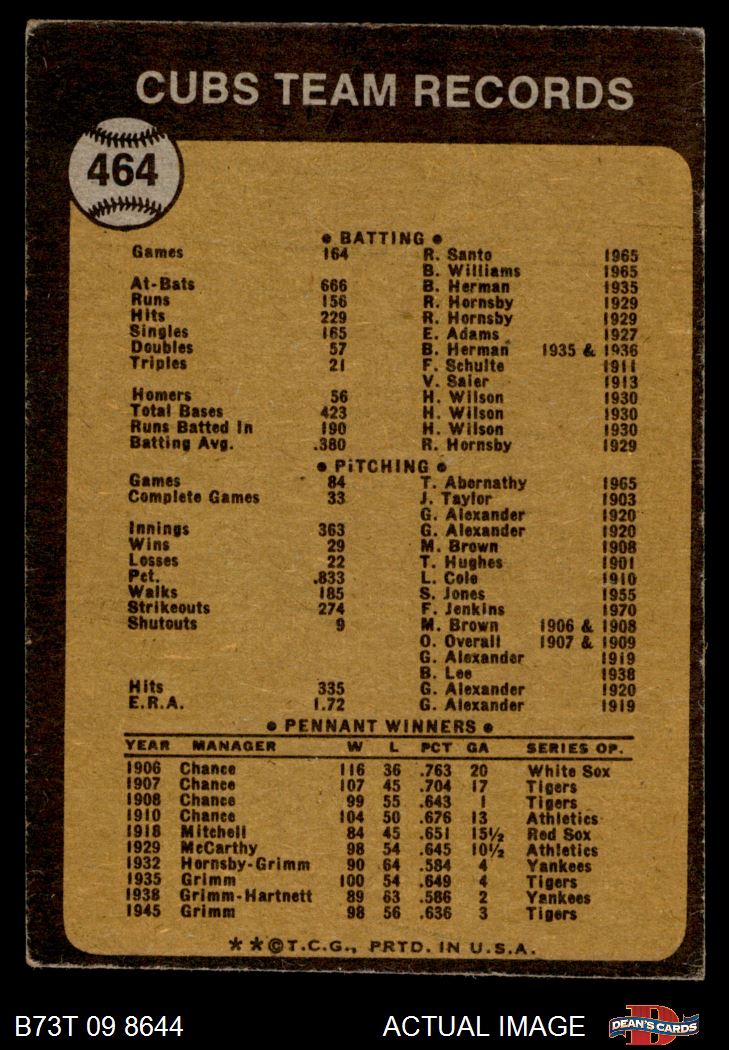 CUBS TEAM RECORDS
464
● BATTING ●
Games 164 R. Santo 1965
B. Williams 1965
At-Bats 666 B. Herman 1935
Runs 156 R. Hornsby 1929
Hits 229 R. Hornsby 1929
Singles 165 E. Adams 1927
Doubles 57 B. Herman 1935 & 1936
Triples 21 F. Schulte 1911
V. Saier 1913
Homers 56 H. Wilson 1930
Total Bases 423 H. Wilson 1930
Runs Batted In 190 H. Wilson 1930
Batting Avg. .380 R. Hornsby 1929
● PiTCHING ●
Games 84 T. Abernathy 1965
Complete Games 33 J. Taylor 1903
G. Alexander 1920
Innings 363 G. Alexander 1920
Wins 29 M. Brown 1908
Losses 22 T. Hughes 1901
Pct. .833 L. Cole 1910
Walks 185 S. Jones 1955
Strikeouts 274 F. Jenkins 1970
Shutouts 9 M. Brown 1906 & 1908
O. Overall 1907 & 1909
G. Alexander 1919
B. Lee 1938
Hits 335 G. Alexander 1920
E.R.A. 1.72 G. Alexander 1919
● PENNANT WINNERS ●
YEAR MANAGER W L PCT GA SERIES OP.
1906 Chance 116 36 .763 20 White Sox
1907 Chance 107 45 .704 17 Tigers
1908 Chance 99 55 .643 1 Tigers
1910 Chance 104 50 .676 13 Athletics
1918 Mitchell 84 45 .651 15½ Red Sox
1929 McCarthy 98 54 .645 10½ Athletics
1932 Hornsby-Grimm 90 64 .584 4 Yankees
1935 Grimm 100 54 .649 4 Tigers
1938 Grimm-Hartnett 89 63 .586 2 Yankees
1945 Grimm 98 56 .636 3 Tigers
★★©T.C.G., PRTD. IN U.S.A.
B73T 09 8644 ACTUAL IMAGE D DEAN'S CARDS